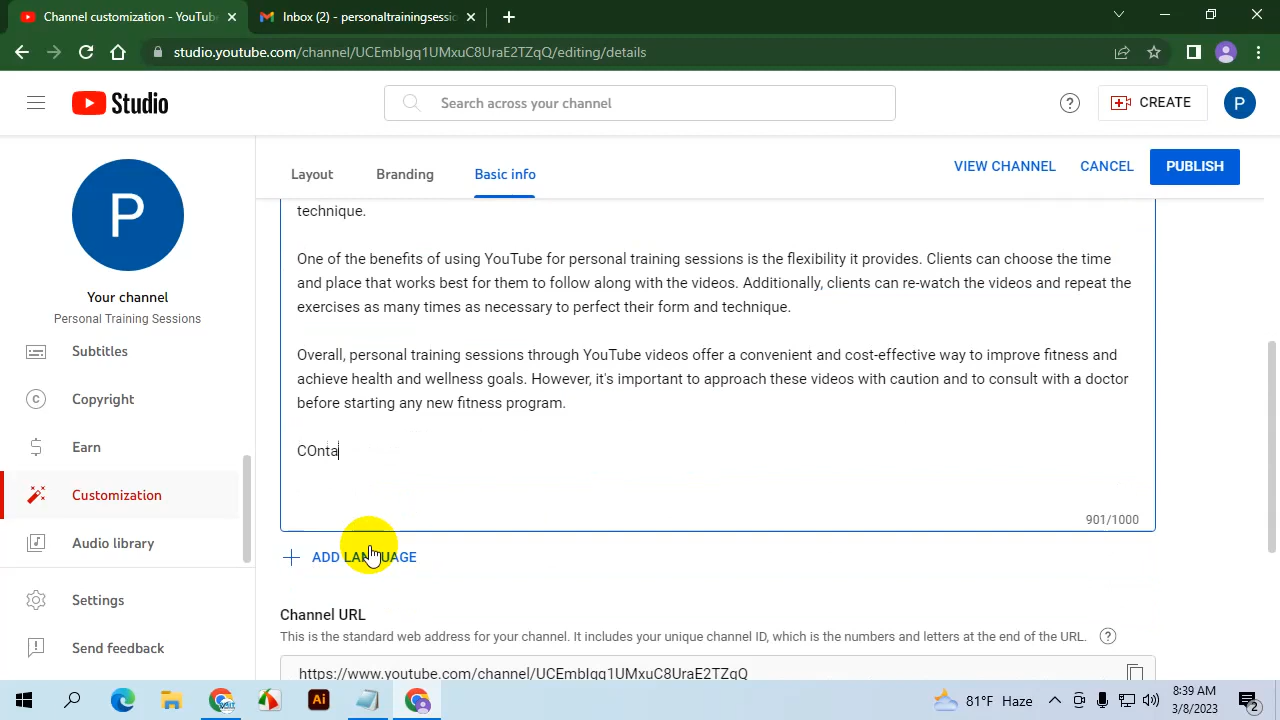 Channel customization - YouTube
Inbox (2) - personaltrainingsessio
studio.youtube.com/channel/UCEmbIgq1UMxuC8UraE2TZqQ/editing/details
Studio
Search across your channel
CREATE
P
P
Your channel
Personal Training Sessions
Subtitles
Copyright
Earn
Customization
Audio library
Settings
Send feedback
Layout
Branding
Basic info
VIEW CHANNEL
CANCEL
PUBLISH
technique.
One of the benefits of using YouTube for personal training sessions is the flexibility it provides. Clients can choose the time
and place that works best for them to follow along with the videos. Additionally, clients can re-watch the videos and repeat the
exercises as many times as necessary to perfect their form and technique.
Overall, personal training sessions through YouTube videos offer a convenient and cost-effective way to improve fitness and
achieve health and wellness goals. However, it's important to approach these videos with caution and to consult with a doctor
before starting any new fitness program.
COnta
901/1000
ADD LANGUAGE
Channel URL
This is the standard web address for your channel. It includes your unique channel ID, which is the numbers and letters at the end of the URL.
https://www.youtube.com/channel/UCEmbIgq1UMxuC8UraE2TZqQ
Ai
81°F Haze
8:39 AM
3/8/2023
2